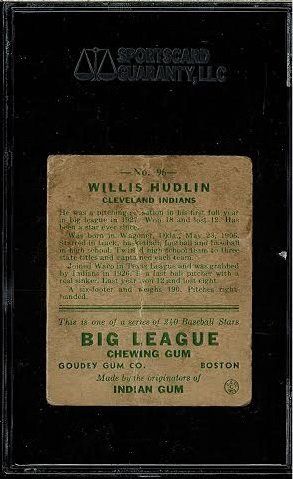 SPORTSCARD
GUARANTY, LLC
—No. 96—
WILLIS HUDLIN
CLEVELAND INDIANS
He was a pitching sensation in his first full year
in big league in 1927. Won 18 and lost 12. Has
been a star ever since.
Was born in Wagoner, Okla., May 23, 1906.
Starred in track, basketball, football and baseball
in high school. Twirled high school team to three
state titles and captained each team.
Joined Waco in Texas League and was grabbed
by Indians in 1926. Fast ball pitcher with
real sinker. Last year won 12 and lost eight.
A six-footer and weighs 190. Pitches right
handed.
This is one of a series of 240 Baseball Stars
BIG LEAGUE
CHEWING GUM
GOUDEY GUM CO. BOSTON
Made by the originators of
INDIAN GUM